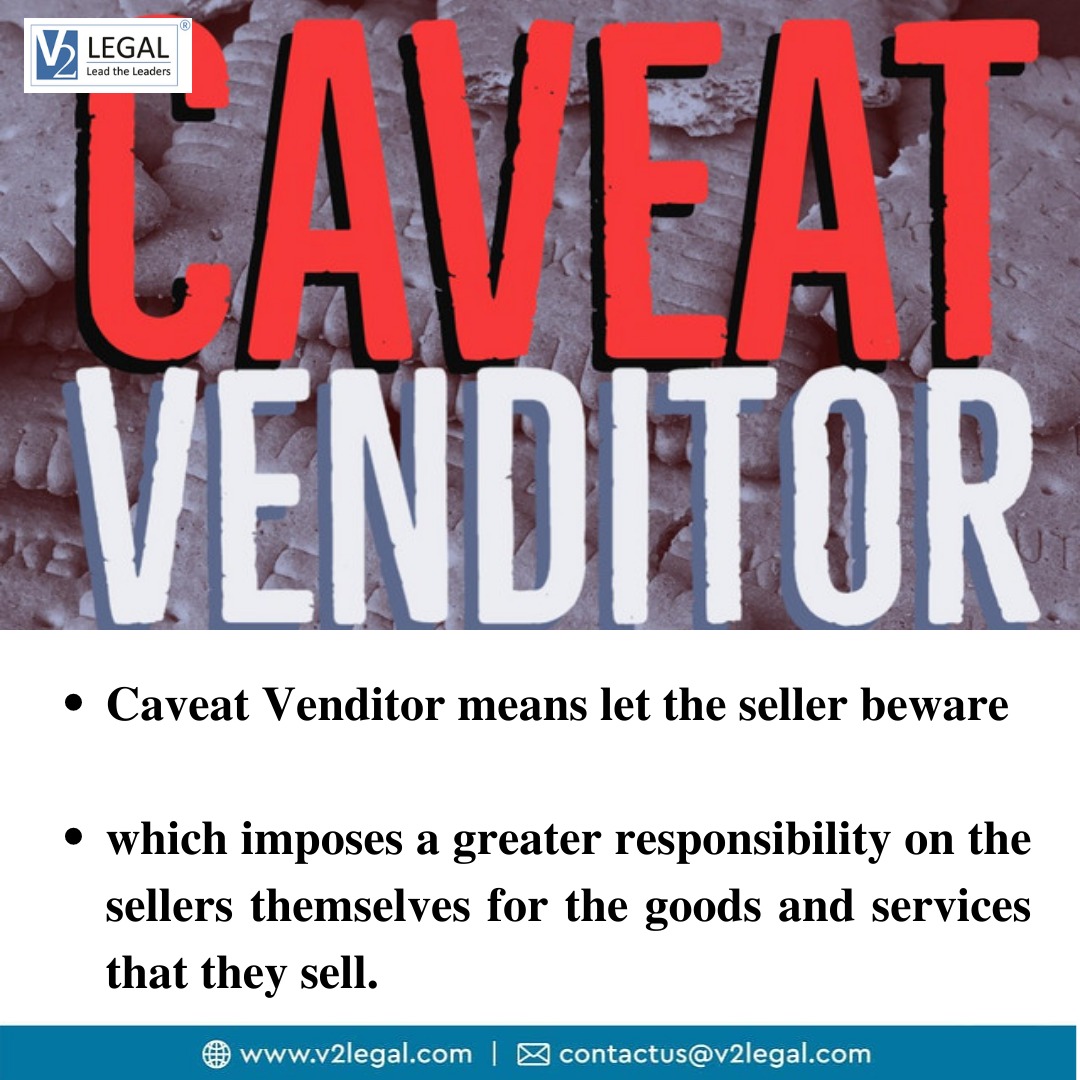 V2 LEGAL®
Lead the Leaders
CAVEAT
VENDITOR
• Caveat Venditor means let the seller beware
• which imposes a greater responsibility on the
sellers themselves for the goods and services
that they sell.
www.v2legal.com | contactus@v2legal.com